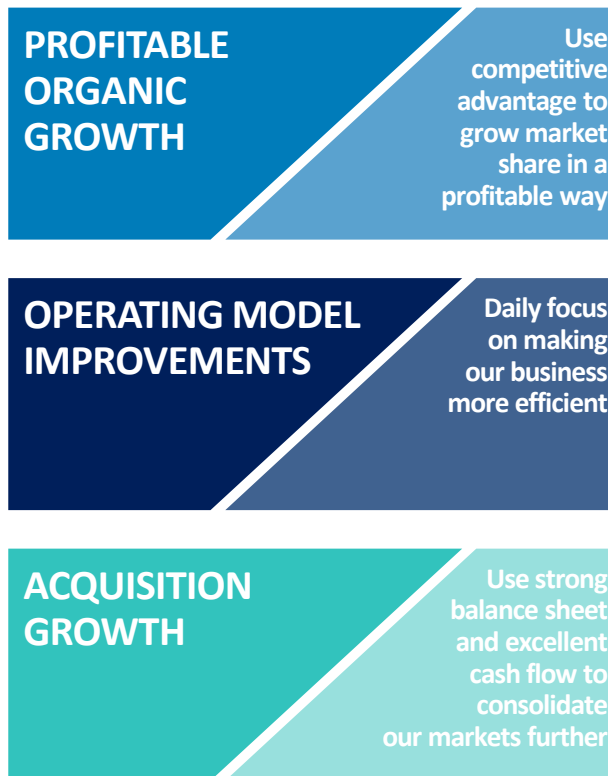 PROFITABLE
ORGANIC
GROWTH
Use
competitive
advantage to
grow market
share in a
profitable way
OPERATING MODEL
IMPROVEMENTS
Daily focus
on making
our business
more efficient
ACQUISITION
GROWTH
Use strong
balance sheet
and excellent
cash flow to
consolidate
our markets further